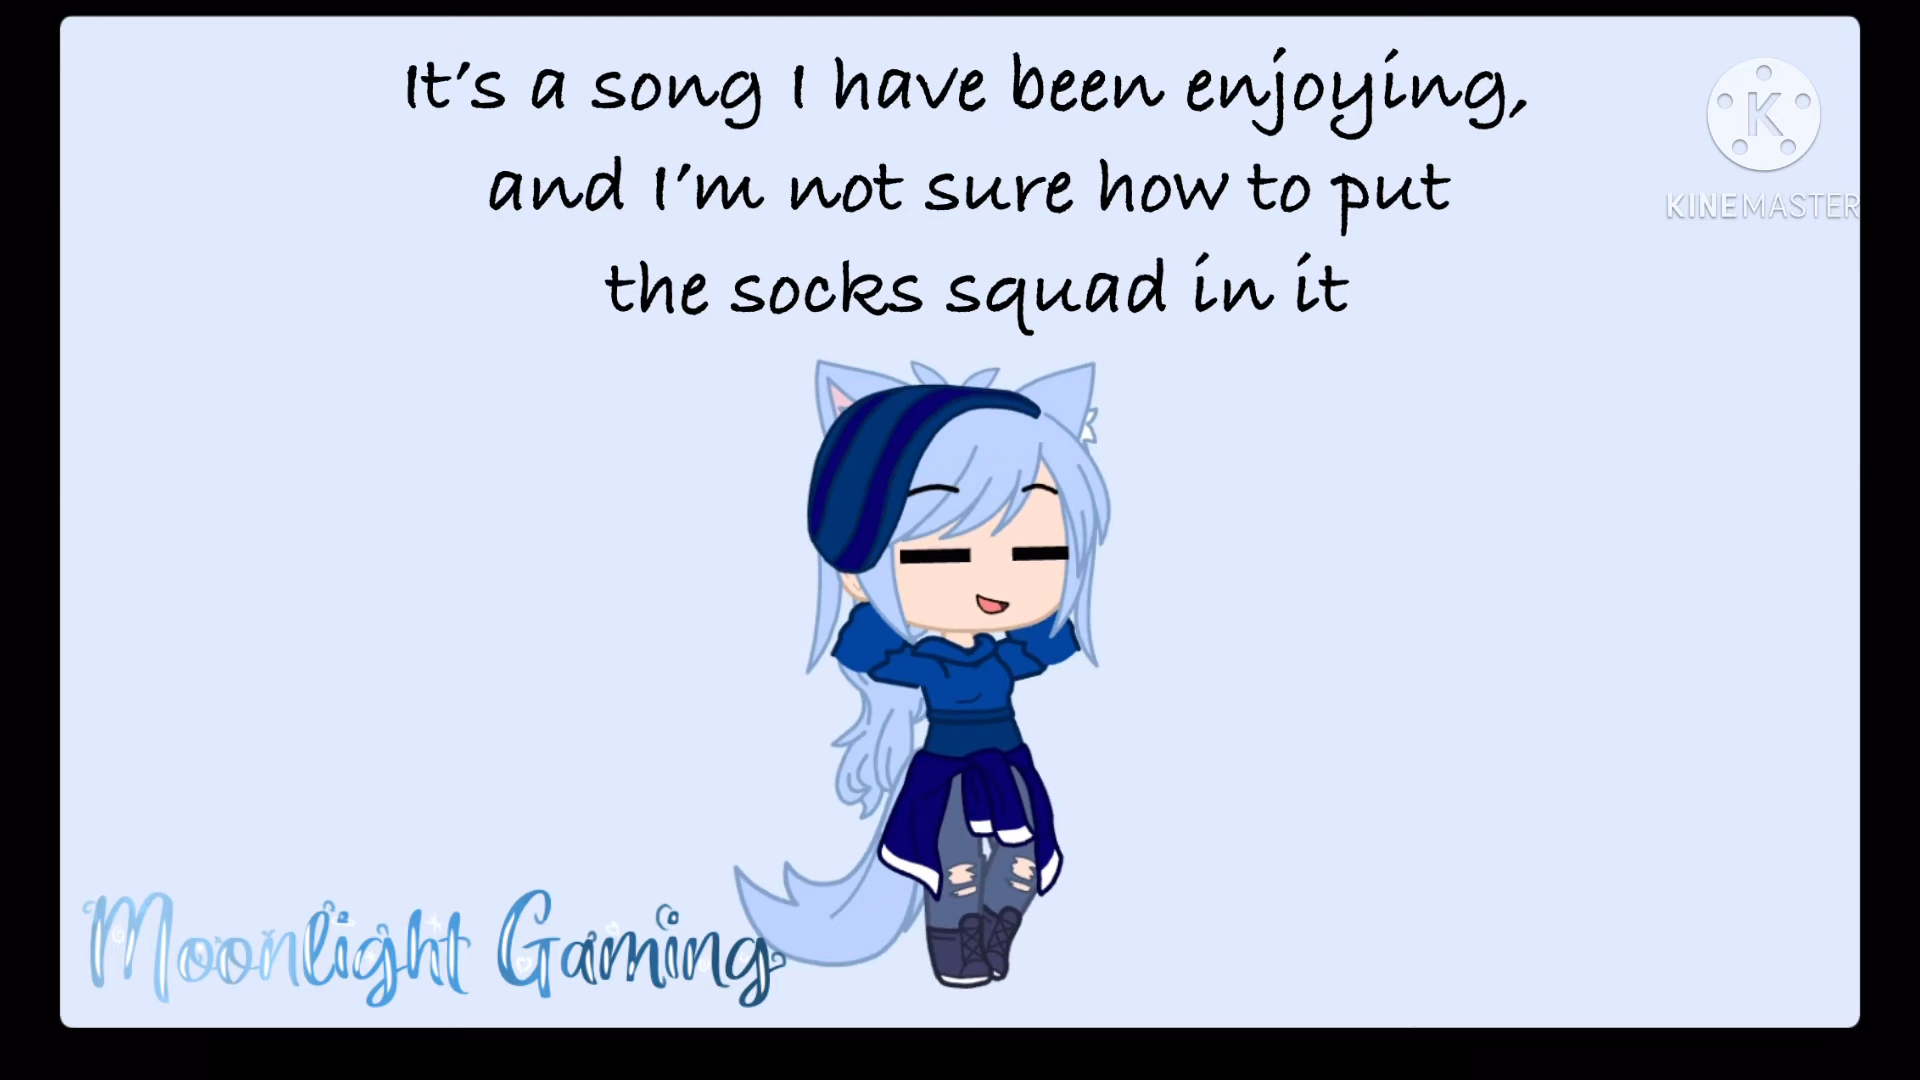 It's a song I have been enjoying,
and I'm not sure how to put
the socks squad in it
K
KINEMASTER
Moonlight Gaming